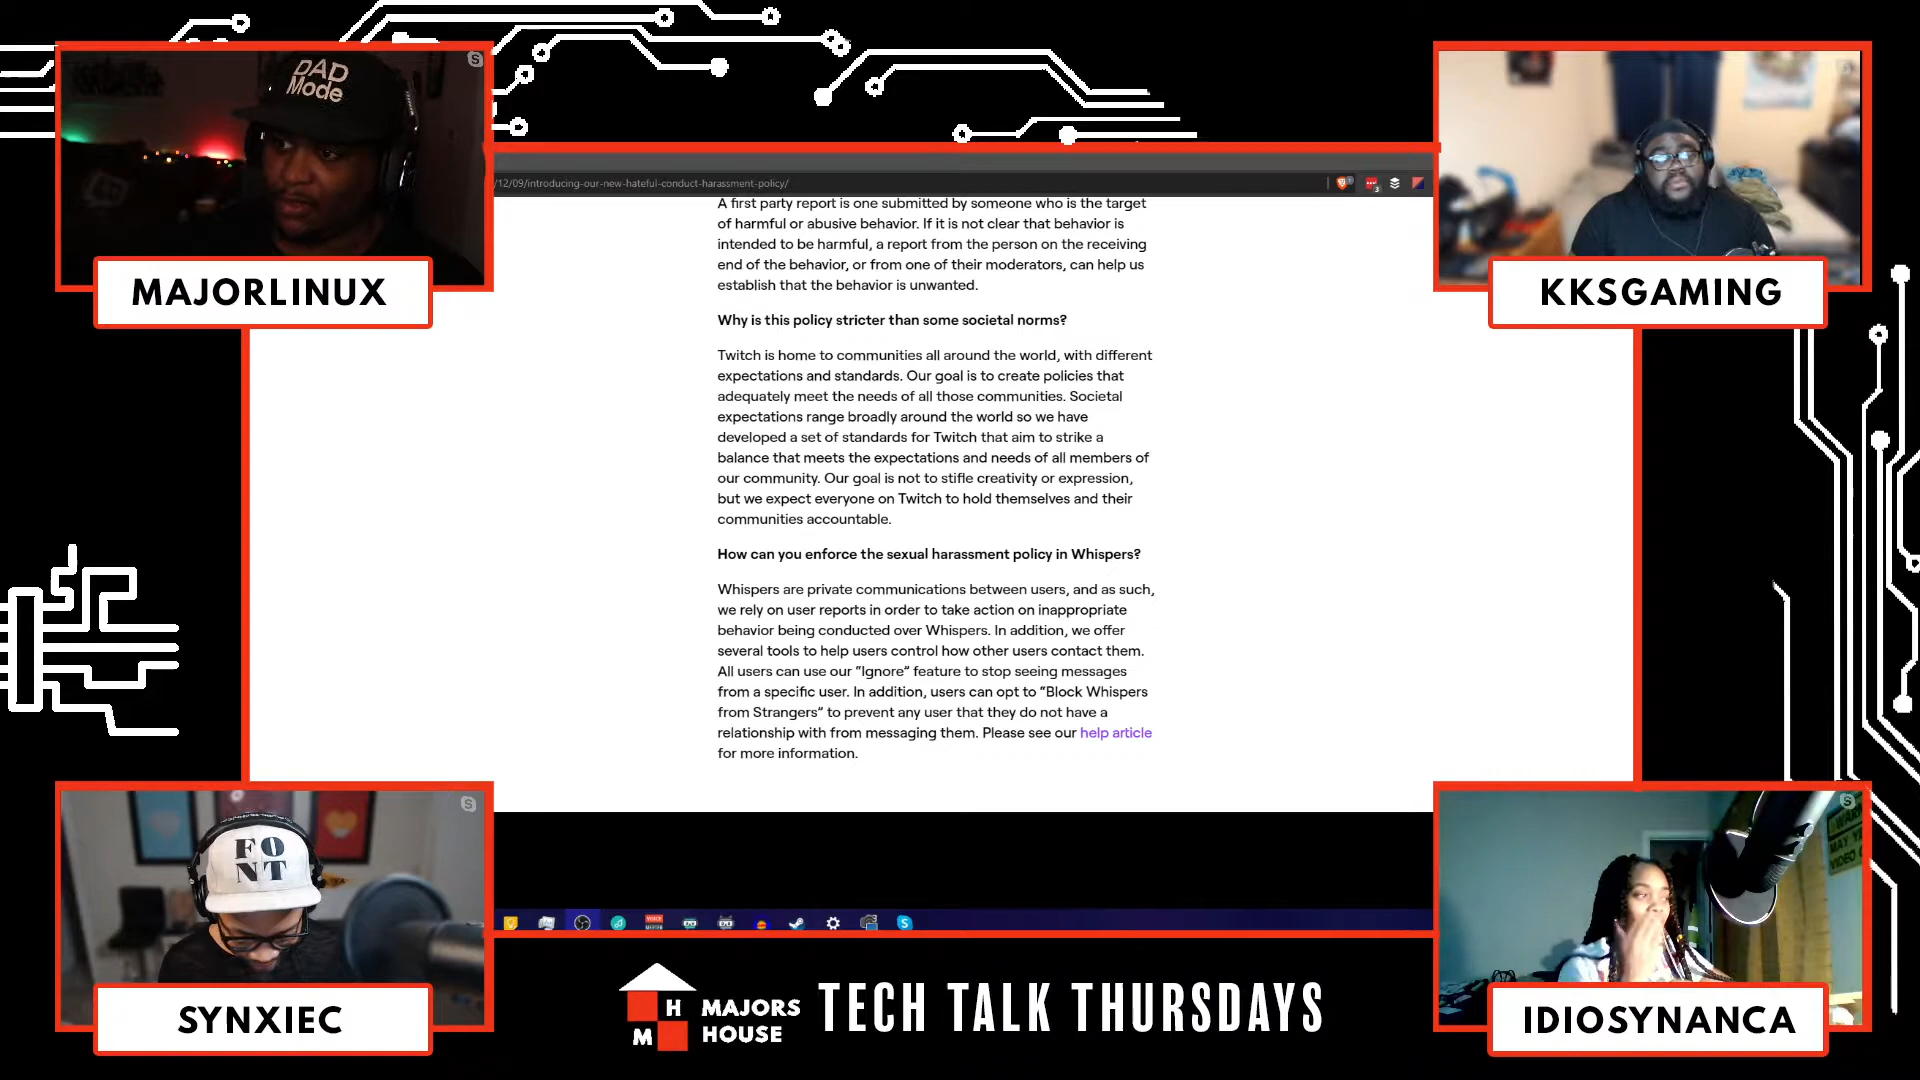 DAD
Mode
MAJORLINUX
KKSGAMING
/12/09/introducing-our-new-hateful-conduct-harassment-policy/
A first party report is one submitted by someone who is the target
of harmful or abusive behavior. If it is not clear that behavior is
intended to be harmful, a report from the person on the receiving
end of the behavior, or from one of their moderators, can help us
establish that the behavior is unwanted.
Why is this policy stricter than some societal norms?
Twitch is home to communities all around the world, with different
expectations and standards. Our goal is to create policies that
adequately meet the needs of all those communities. Societal
expectations range broadly around the world so we have
developed a set of standards for Twitch that aim to strike a
balance that meets the expectations and needs of all members of
our community. Our goal is not to stifle creativity or expression,
but we expect everyone on Twitch to hold themselves and their
communities accountable.
How can you enforce the sexual harassment policy in Whispers?
Whispers are private communications between users, and as such,
we rely on user reports in order to take action on inappropriate
behavior being conducted over Whispers. In addition, we offer
several tools to help users control how other users contact them.
All users can use our “Ignore” feature to stop seeing messages
from a specific user. In addition, users can opt to “Block Whispers
from Strangers” to prevent any user that they do not have a
relationship with from messaging them. Please see our help article
for more information.
FO
NT
SYNXIEC
MAY
VIDEO
IDIOSYNANCA
H
M
MAJORS
HOUSE
TECH TALK THURSDAYS